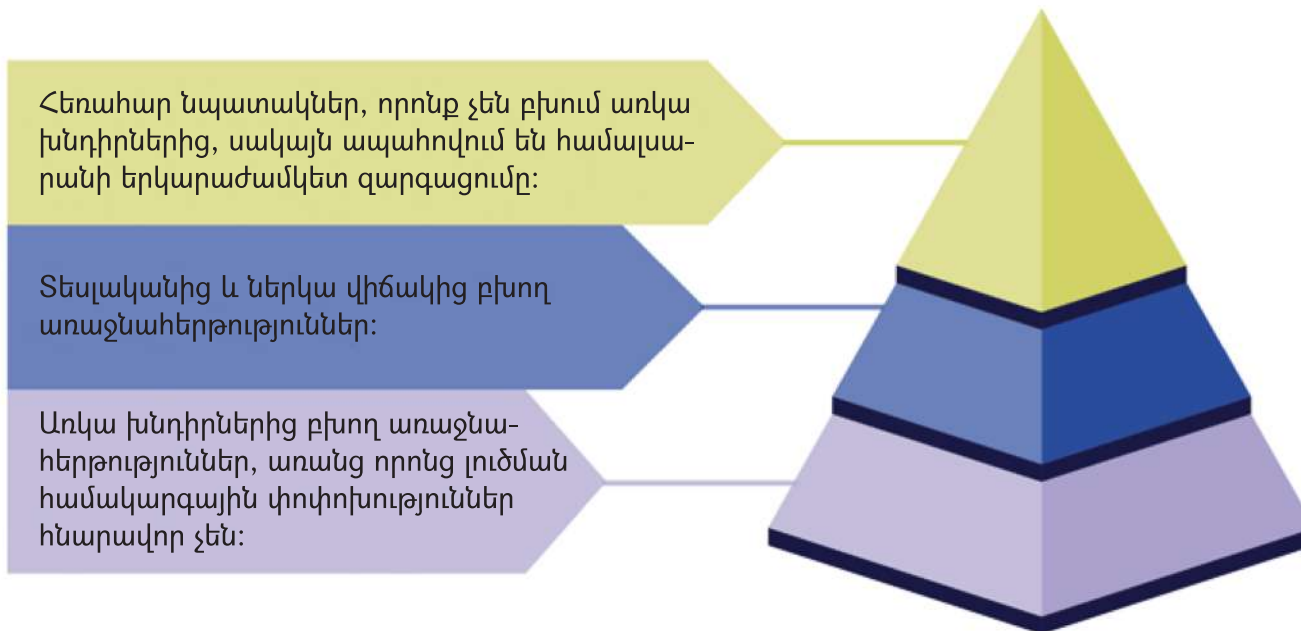 Հեռահար նպատակներ, որոնք չեն բխում առկա
խնդիրներից, սակայն ապահովում են համալսա-
րանի երկարաժամկետ զարգացումը:
Տեսլականից և ներկա վիճակից բխող
առաջնահերթություններ:
Առկա խնդիրներից բխող առաջնա-
հերթություններ, առանց որոնց լուծման
համակարգային փոփոխություններ
հնարավոր չեն: